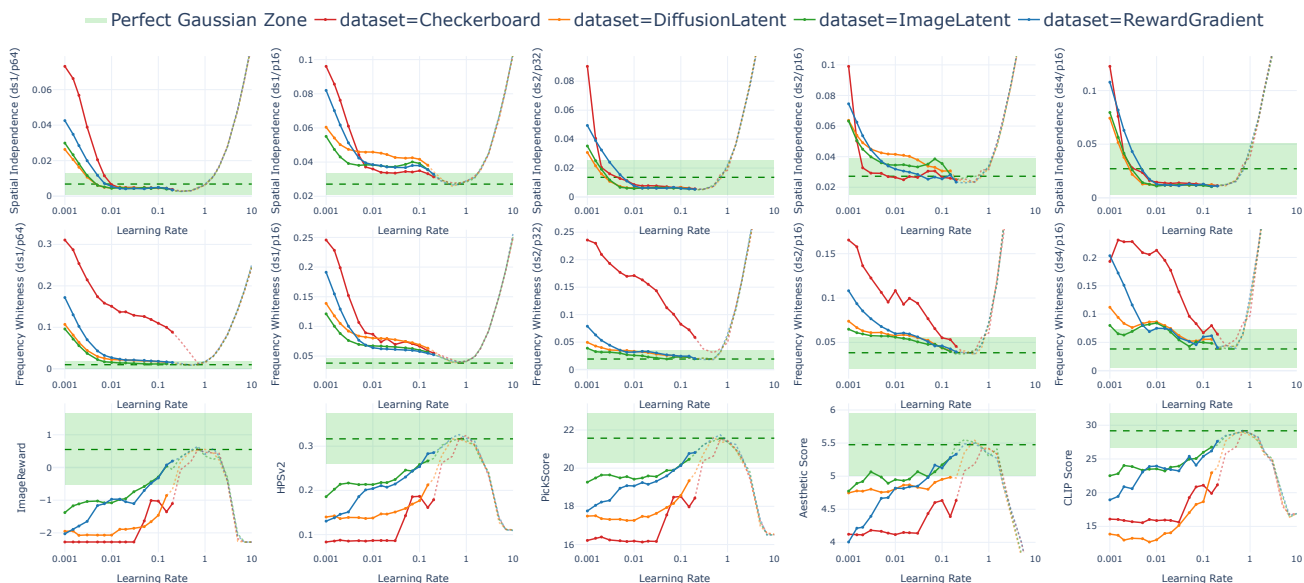 Perfect Gaussian Zone dataset=Checkerboard dataset=DiffusionLatent dataset=ImageLatent dataset=RewardGradient
Spatial Independence (ds1/p64)
0.08
0.06
0.04
0.02
0
0.001 0.01 0.1 1 10
Learning Rate
Spatial Independence (ds1/p16)
0.1
0.08
0.06
0.04
0.02
0.001 0.01 0.1 1 10
Learning Rate
Spatial Independence (ds2/p32)
0.08
0.06
0.04
0.02
0
0.001 0.01 0.1 1 10
Learning Rate
Spatial Independence (ds2/p16)
0.1
0.08
0.06
0.04
0.02
0.001 0.01 0.1 1 10
Learning Rate
Spatial Independence (ds4/p16)
0.1
0.05
0
0.001 0.01 0.1 1 10
Learning Rate
Frequency Whiteness (ds1/p64)
0.3
0.2
0.1
0
0.001 0.01 0.1 1 10
Learning Rate
Frequency Whiteness (ds1/p16)
0.25
0.2
0.15
0.1
0.05
0.001 0.01 0.1 1 10
Learning Rate
Frequency Whiteness (ds2/p32)
0.25
0.2
0.15
0.1
0.05
0
0.001 0.01 0.1 1 10
Learning Rate
Frequency Whiteness (ds2/p16)
0.15
0.1
0.05
0
0.001 0.01 0.1 1 10
Learning Rate
Frequency Whiteness (ds4/p16)
0.2
0.15
0.1
0.05
0
0.001 0.01 0.1 1 10
Learning Rate
ImageReward
1
0
−1
−2
0.001 0.01 0.1 1 10
Learning Rate
HPSv2
0.3
0.2
0.1
0.001 0.01 0.1 1 10
Learning Rate
PickScore
22
20
18
16
0.001 0.01 0.1 1 10
Learning Rate
Aesthetic Score
6
5.5
5
4.5
4
0.001 0.01 0.1 1 10
Learning Rate
CLIP Score
30
25
20
15
0.001 0.01 0.1 1 10
Learning Rate